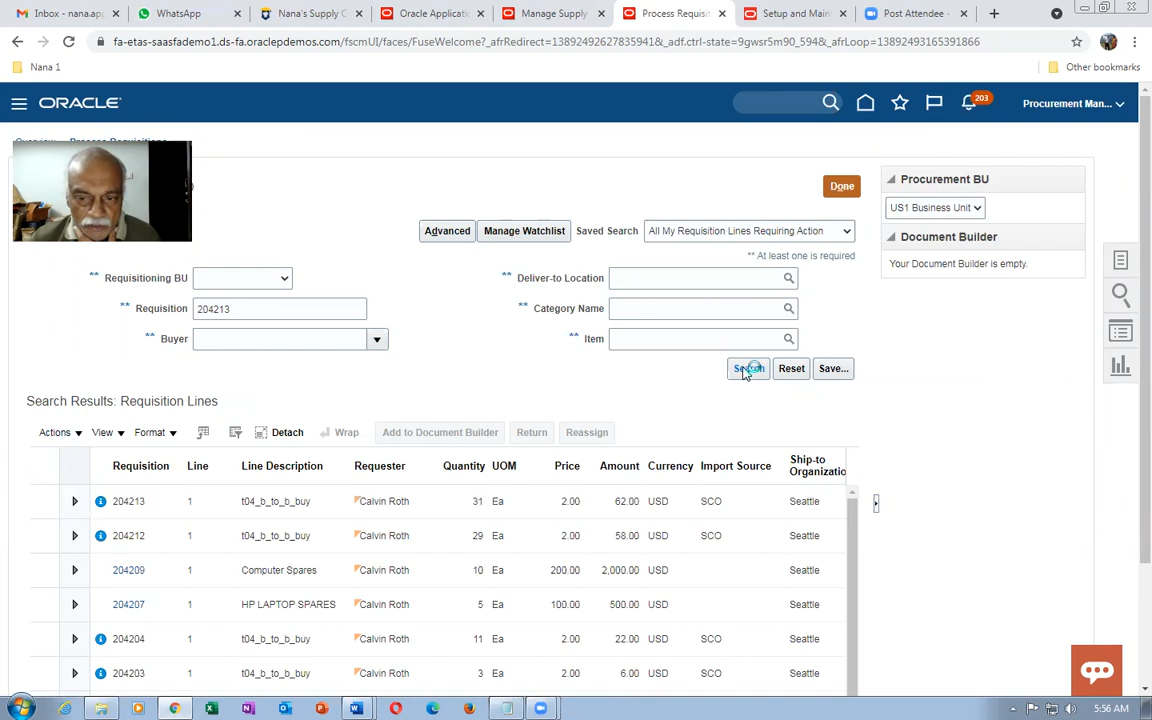 Inbox - nana.app
WhatsApp
Nana's Supply C
Oracle Applicatio
Manage Supply
Process Requisit
Setup and Main
Post Attendee -
fa-etas-saasfademo1.ds-fa.oraclepdemos.com/fscmUI/faces/FuseWelcome?_afrRedirect=13892492627835941&_adf.ctrl-state=9gwsr5m90_594&_afrLoop=13892493165391866
Nana 1
Other bookmarks
ORACLE
203
Procurement Man...
Done
Procurement BU
US1 Business Unit
Document Builder
Your Document Builder is empty.
Advanced
Manage Watchlist
Saved Search
All My Requisition Lines Requiring Action
** At least one is required
** Requisitioning BU
** Deliver-to Location
** Requisition 204213
** Category Name
** Buyer
** Item
Search
Reset
Save...
Search Results: Requisition Lines
Actions
View
Format
Detach
Wrap
Add to Document Builder
Return
Reassign
Requisition Line Line Description Requester Quantity UOM Price Amount Currency Import Source Ship-to Organizatio
204213 1 t04_b_to_b_buy Calvin Roth 31 Ea 2.00 62.00 USD SCO Seattle
204212 1 t04_b_to_b_buy Calvin Roth 29 Ea 2.00 58.00 USD SCO Seattle
204209 1 Computer Spares Calvin Roth 10 Ea 200.00 2,000.00 USD Seattle
204207 1 HP LAPTOP SPARES Calvin Roth 5 Ea 100.00 500.00 USD Seattle
204204 1 t04_b_to_b_buy Calvin Roth 11 Ea 2.00 22.00 USD SCO Seattle
204203 1 t04_b_to_b_buy Calvin Roth 3 Ea 2.00 6.00 USD SCO Seattle
5:56 AM